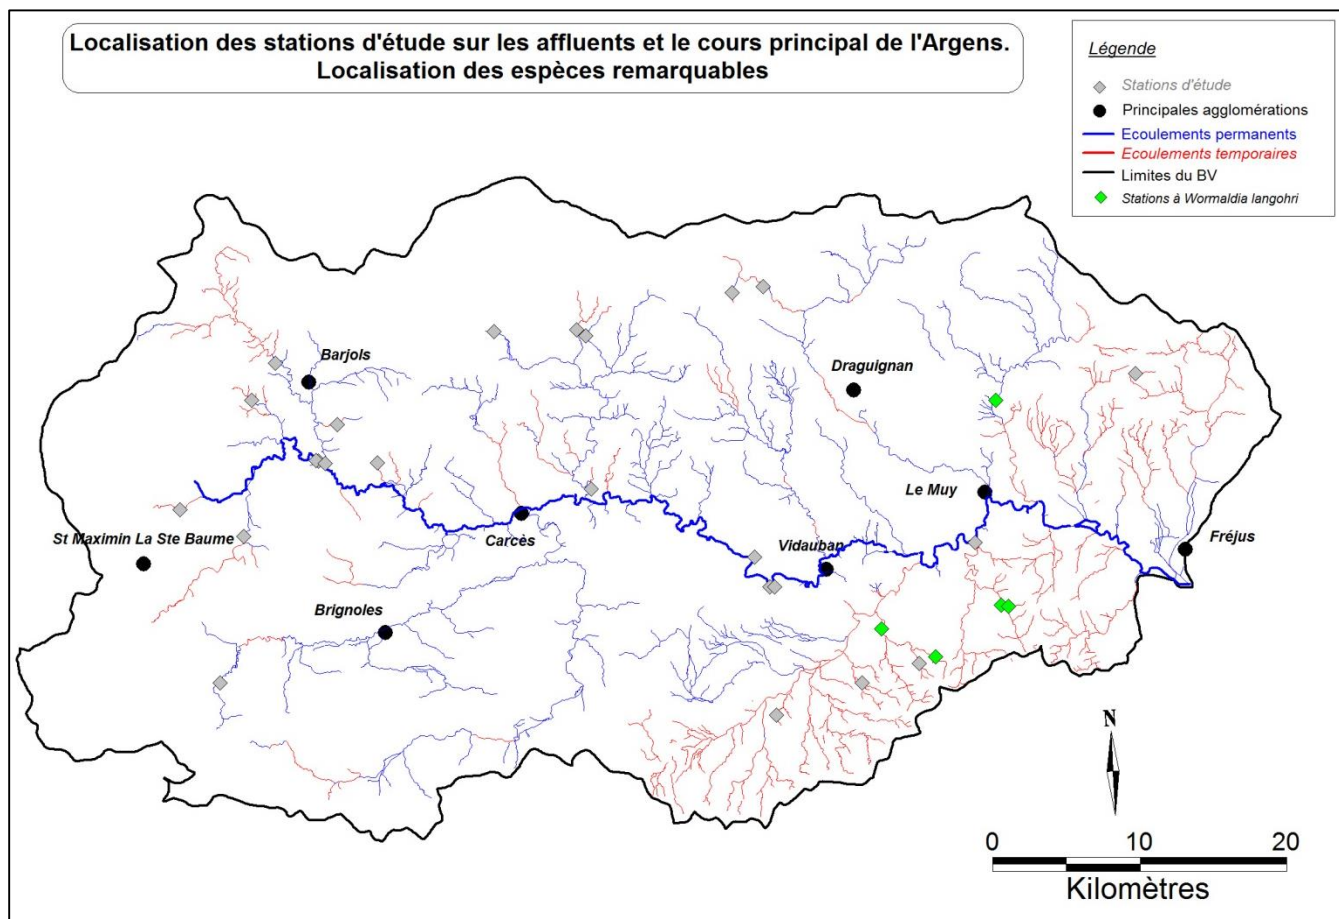 Localisation des stations d'étude sur les affluents et le cours principal de l'Argens.
Localisation des espèces remarquables
Légende
Stations d'étude
Principales agglomérations
Ecoulements permanents
Ecoulements temporaires
Limites du BV
Stations à Wormaldia langohri
Barjols
Draguignan
Le Muy
St Maximin La Ste Baume
Carcès
Vidauban
Fréjus
Brignoles
N
0 10 20
Kilomètres